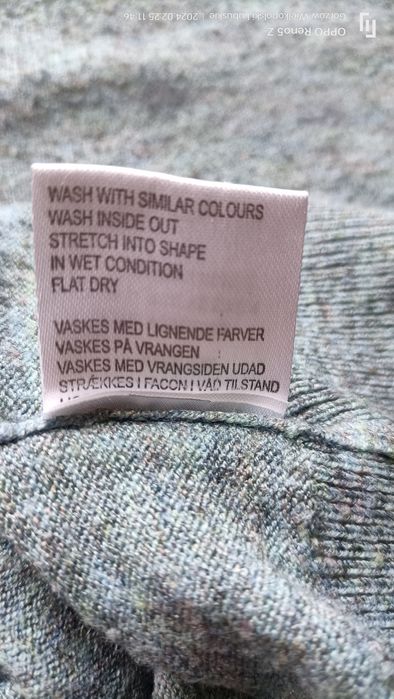 OPPO Reno5 Z
Gorzów Wielkopolski, Lubuskie | 2024.02.25 11:46
WASH WITH SIMILAR COLOURS
WASH INSIDE OUT
STRETCH INTO SHAPE
IN WET CONDITION
FLAT DRY
VASKES MED LIGNENDE FARVER
VASKES PÅ VRANGEN
VASKES MED VRANGSIDEN UDAD
STRÆKKES I FACON I VÅD TILSTAND